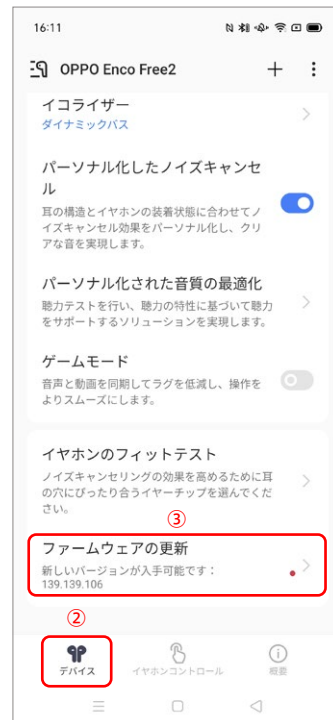 16:11
OPPO Enco Free2
イコライザー
ダイナミックバス
パーソナル化したノイズキャンセ
ル
耳の構造とイヤホンの装着状態に合わせてノ
イズキャンセル効果をパーソナル化し、クリ
アな音を実現します。
パーソナル化された音質の最適化
聴力テストを行い、聴力の特性に基づいて聴力
をサポートするソリューションを実現します。
ゲームモード
音声と動画を同期してラグを低減し、操作を
よりスムーズにします。
イヤホンのフィットテスト
ノイズキャンセリングの効果を高めるために耳
の穴にぴったり合うイヤーチップを選んでくだ
さい。
③
ファームウェアの更新
新しいバージョンが入手可能です：
139.139.106
②
デバイス
イヤホンコントロール
概要